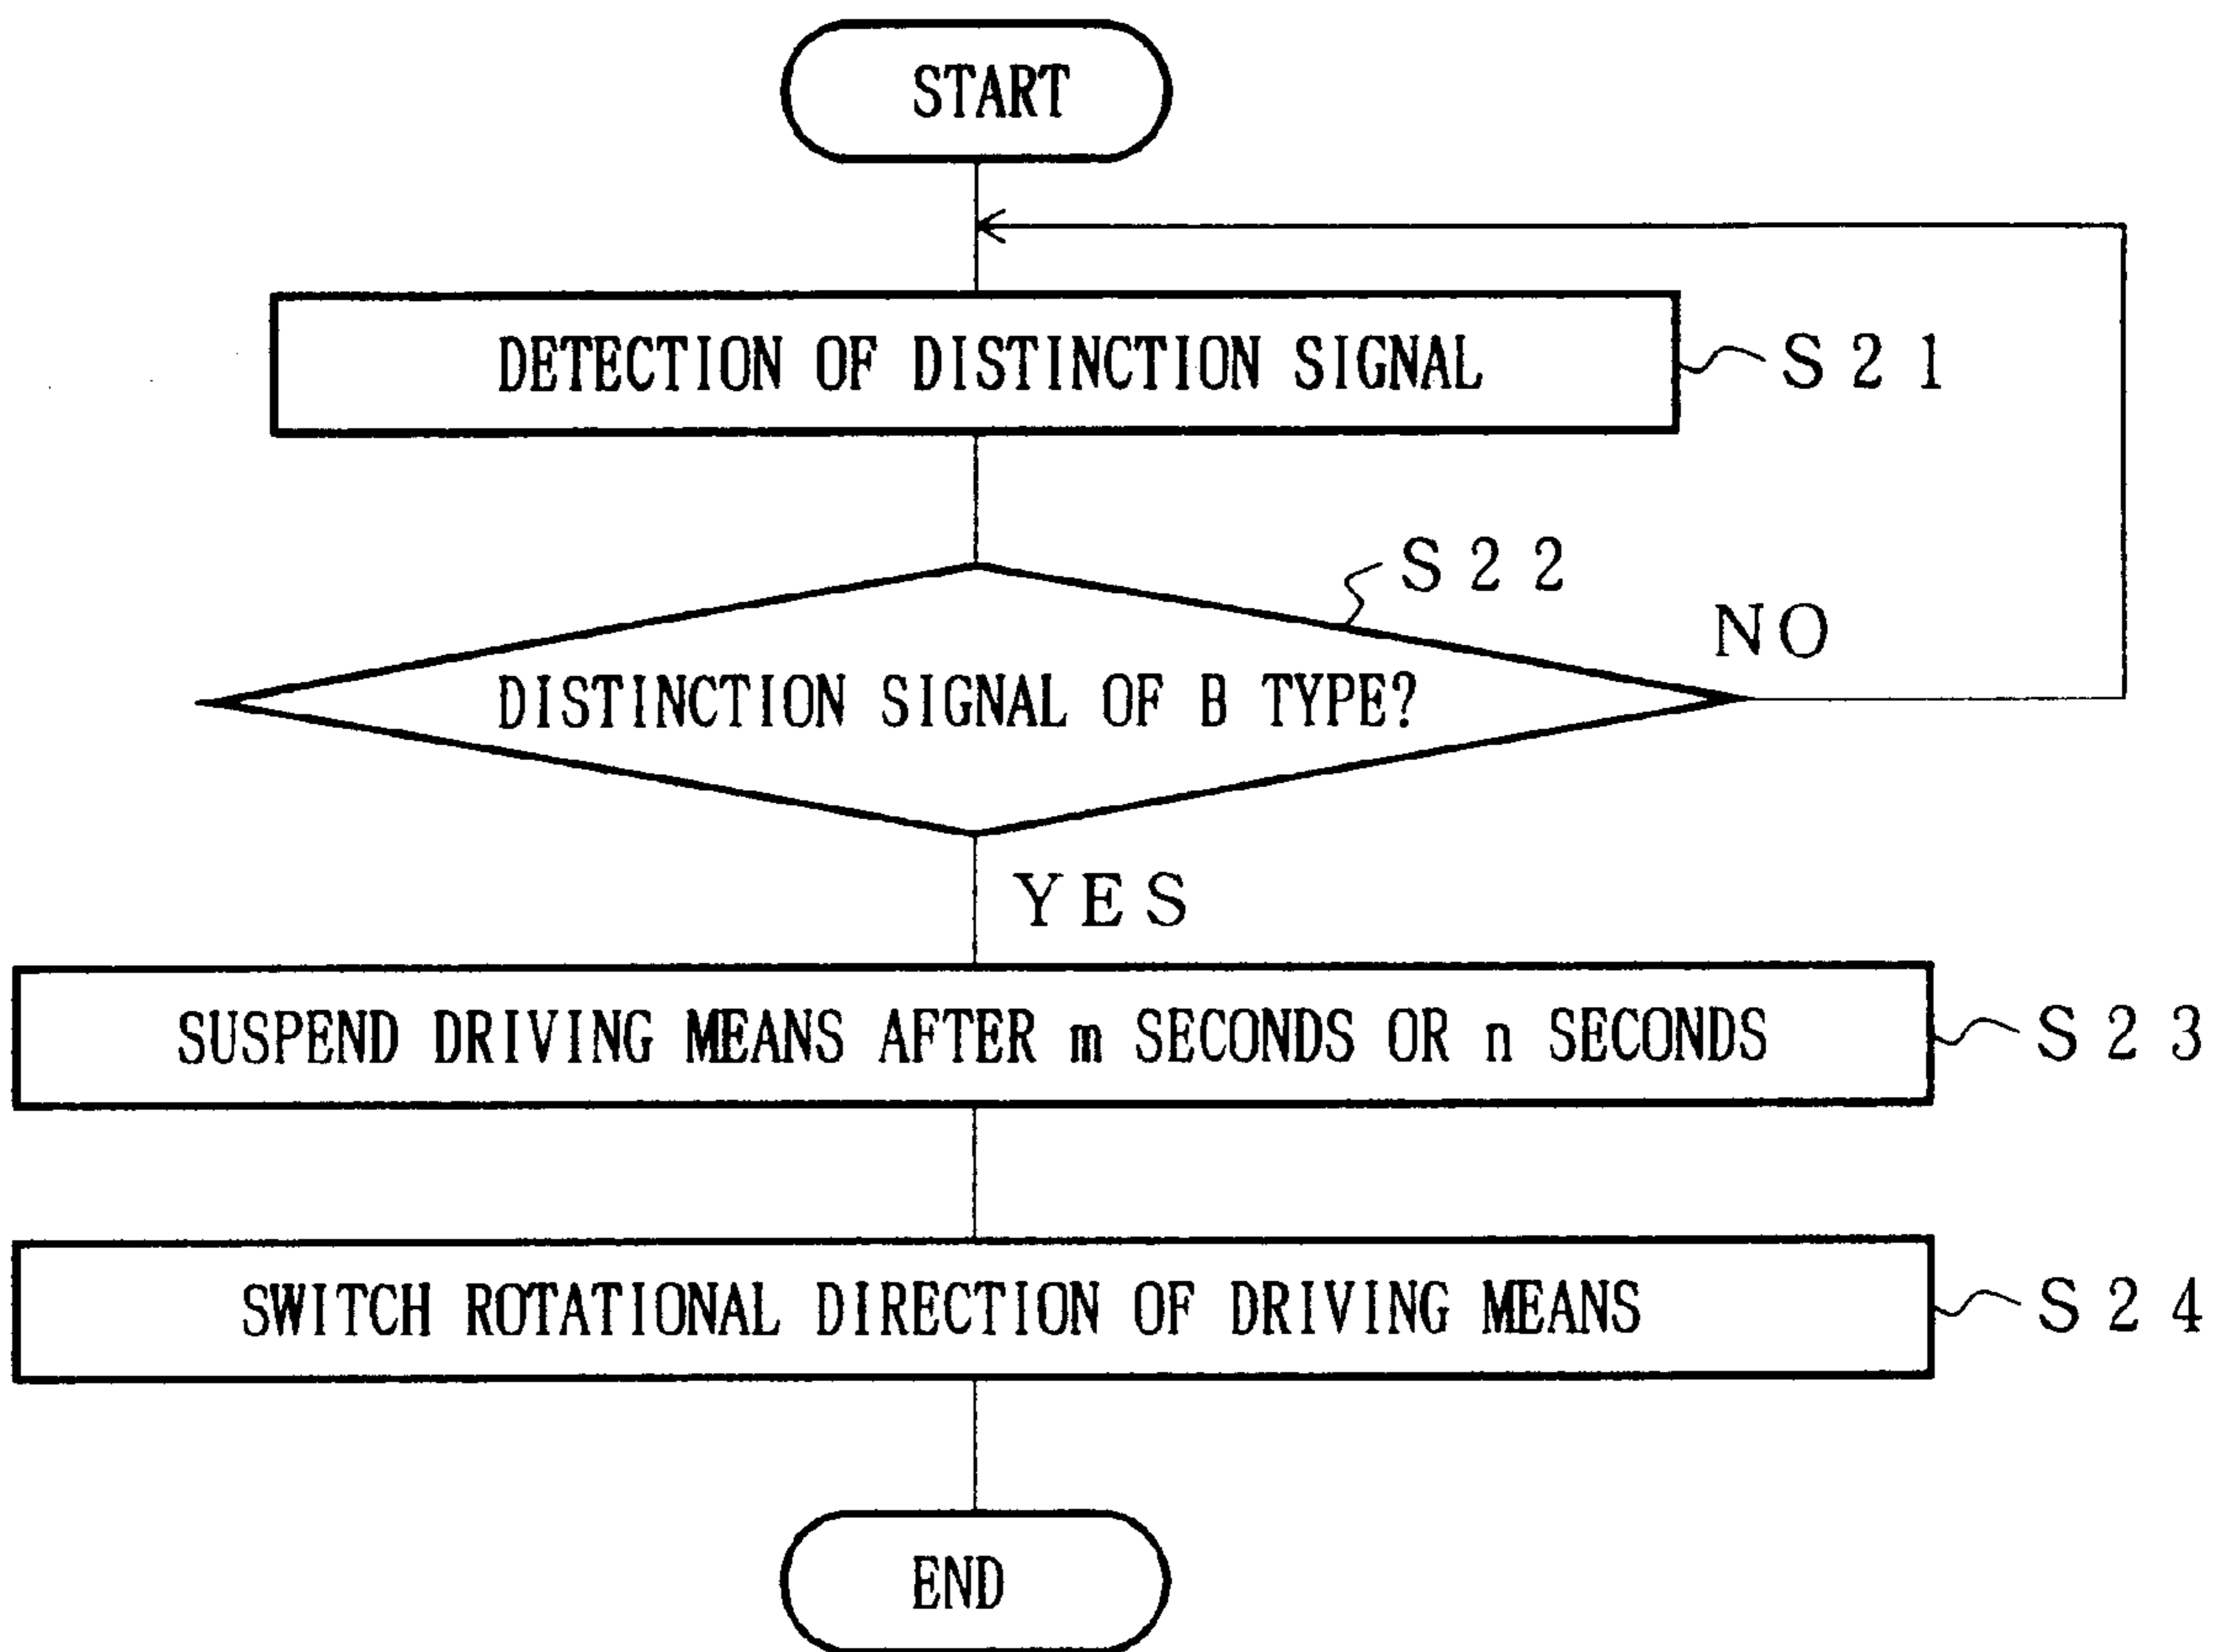 START
DETECTION OF DISTINCTION SIGNAL
S21
S22
NO
DISTINCTION SIGNAL OF B TYPE?
YES
SUSPEND DRIVING MEANS AFTER m SECONDS OR n SECONDS
S23
SWITCH ROTATIONAL DIRECTION OF DRIVING MEANS
S24
END